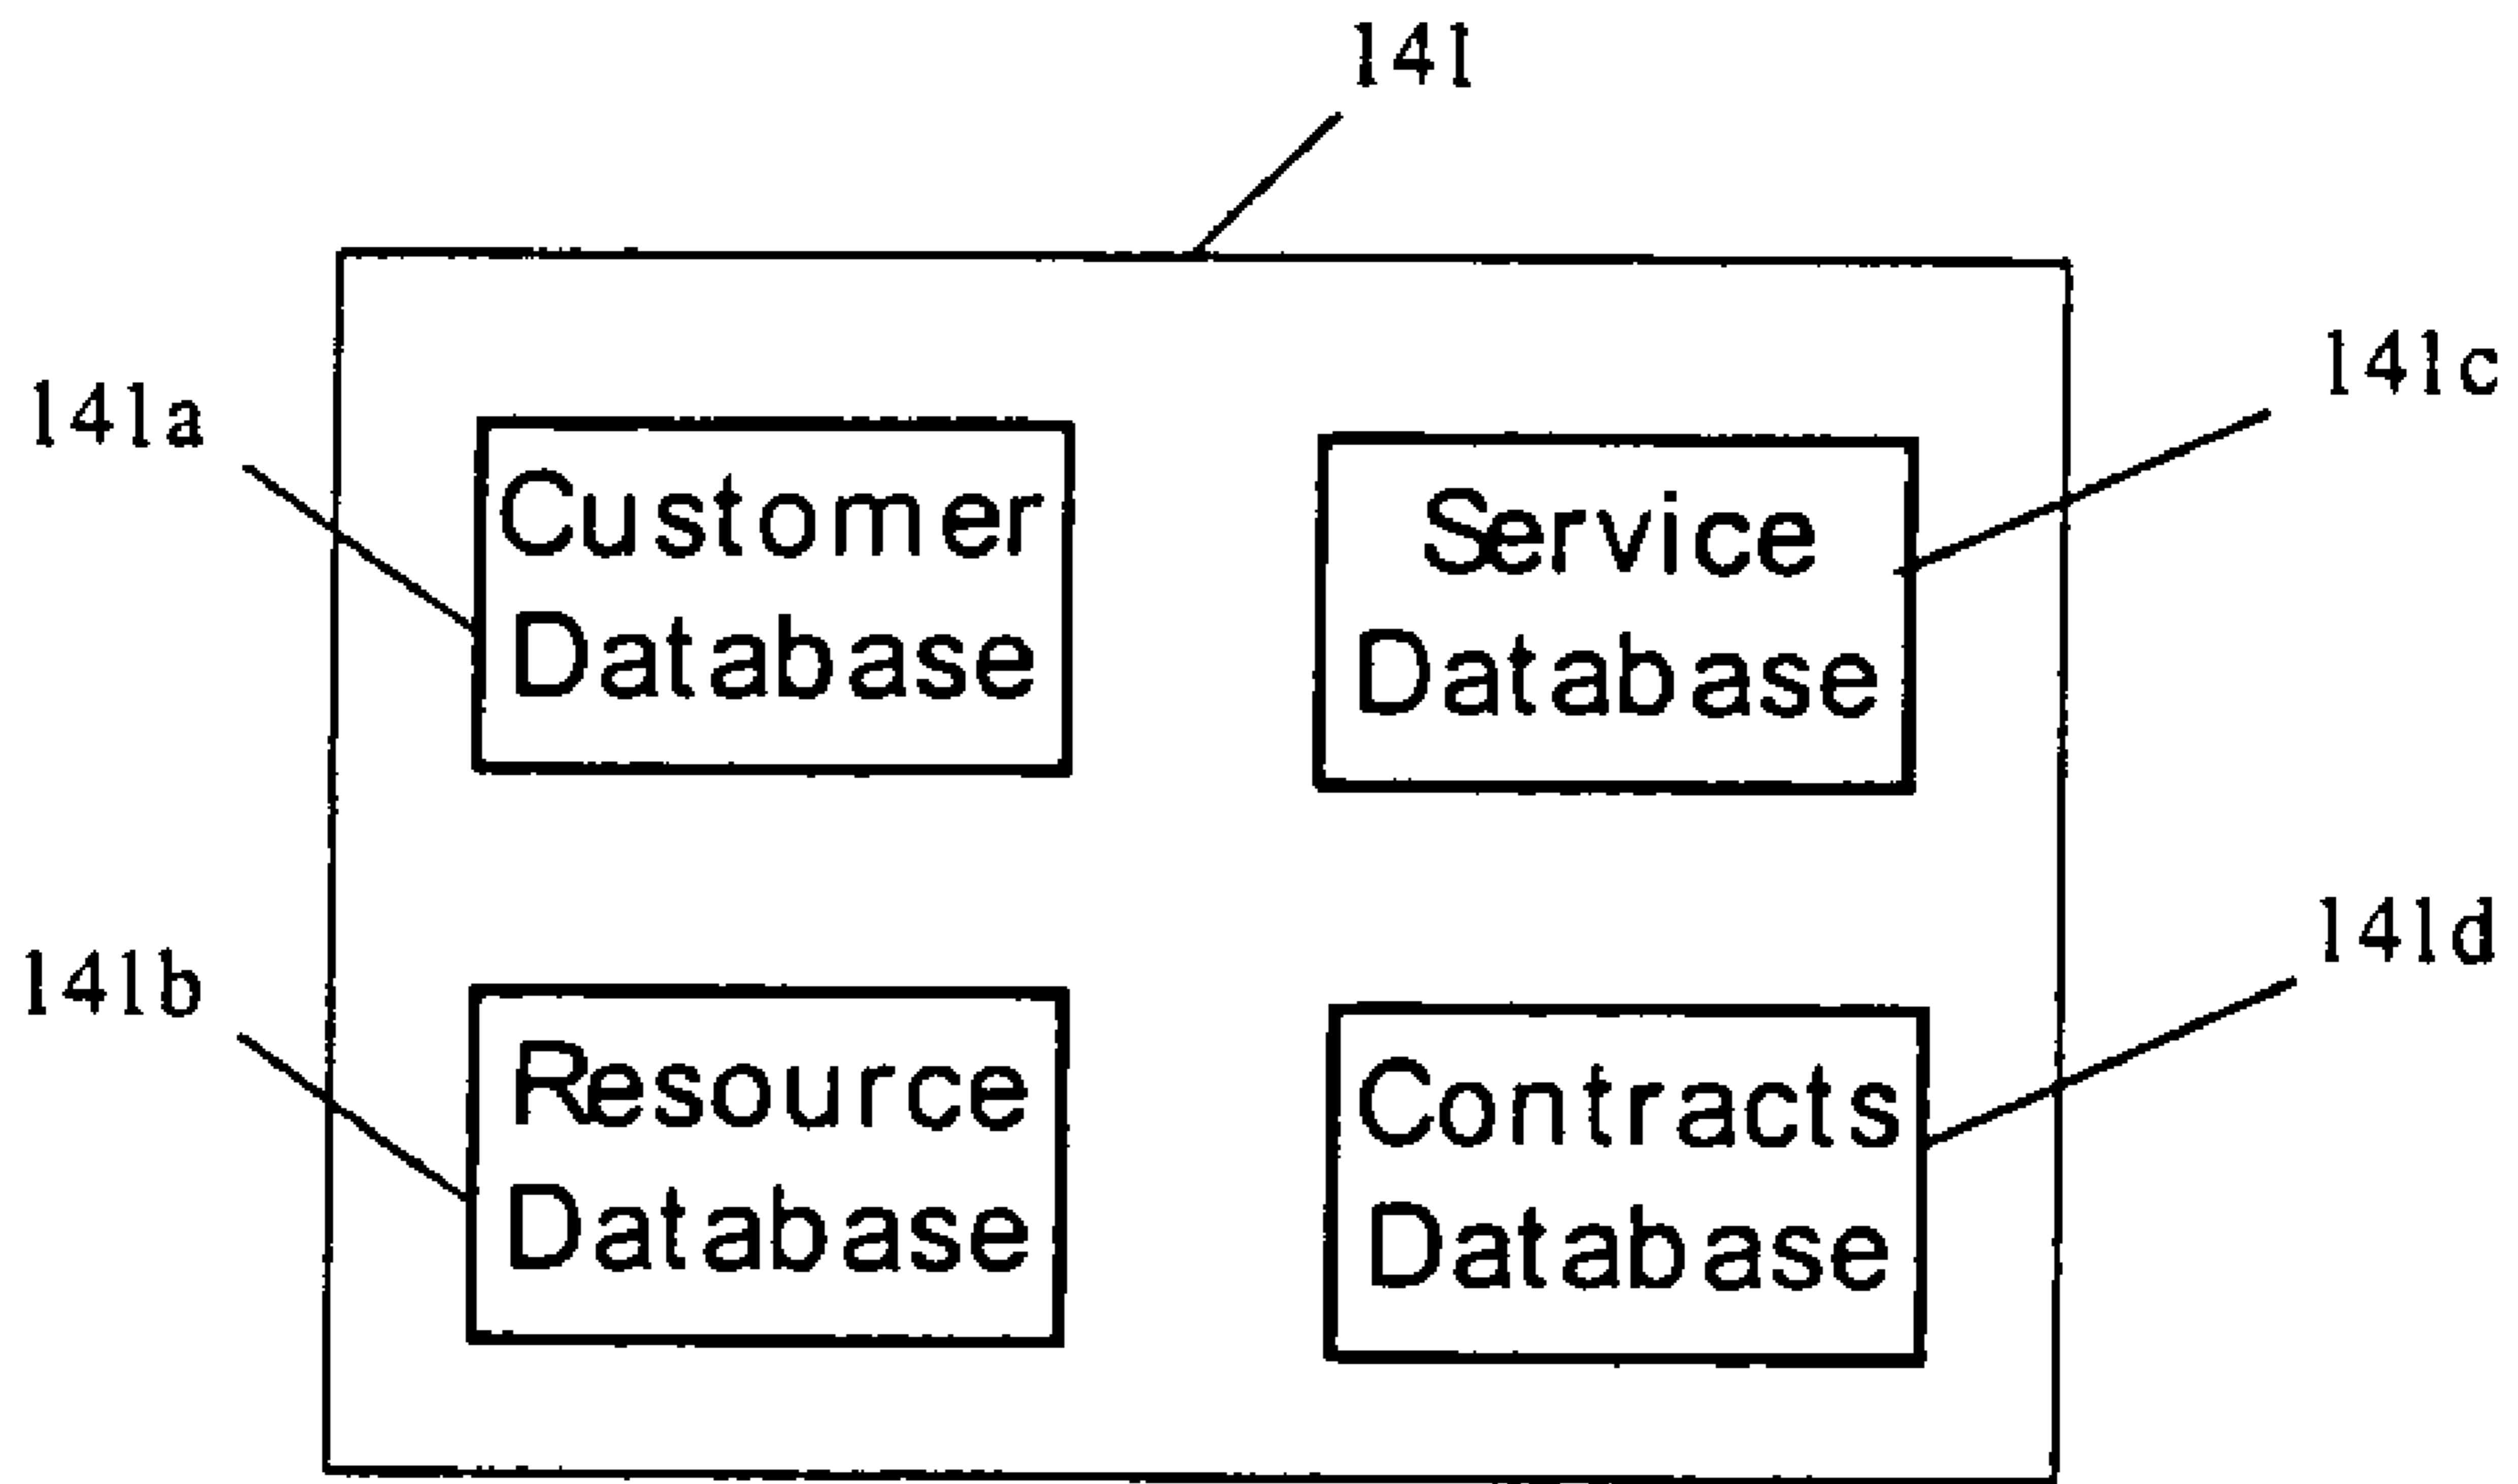 141
141a
Customer
Database
141c
Service
Database
141b
Resource
Database
141d
Contracts
Database